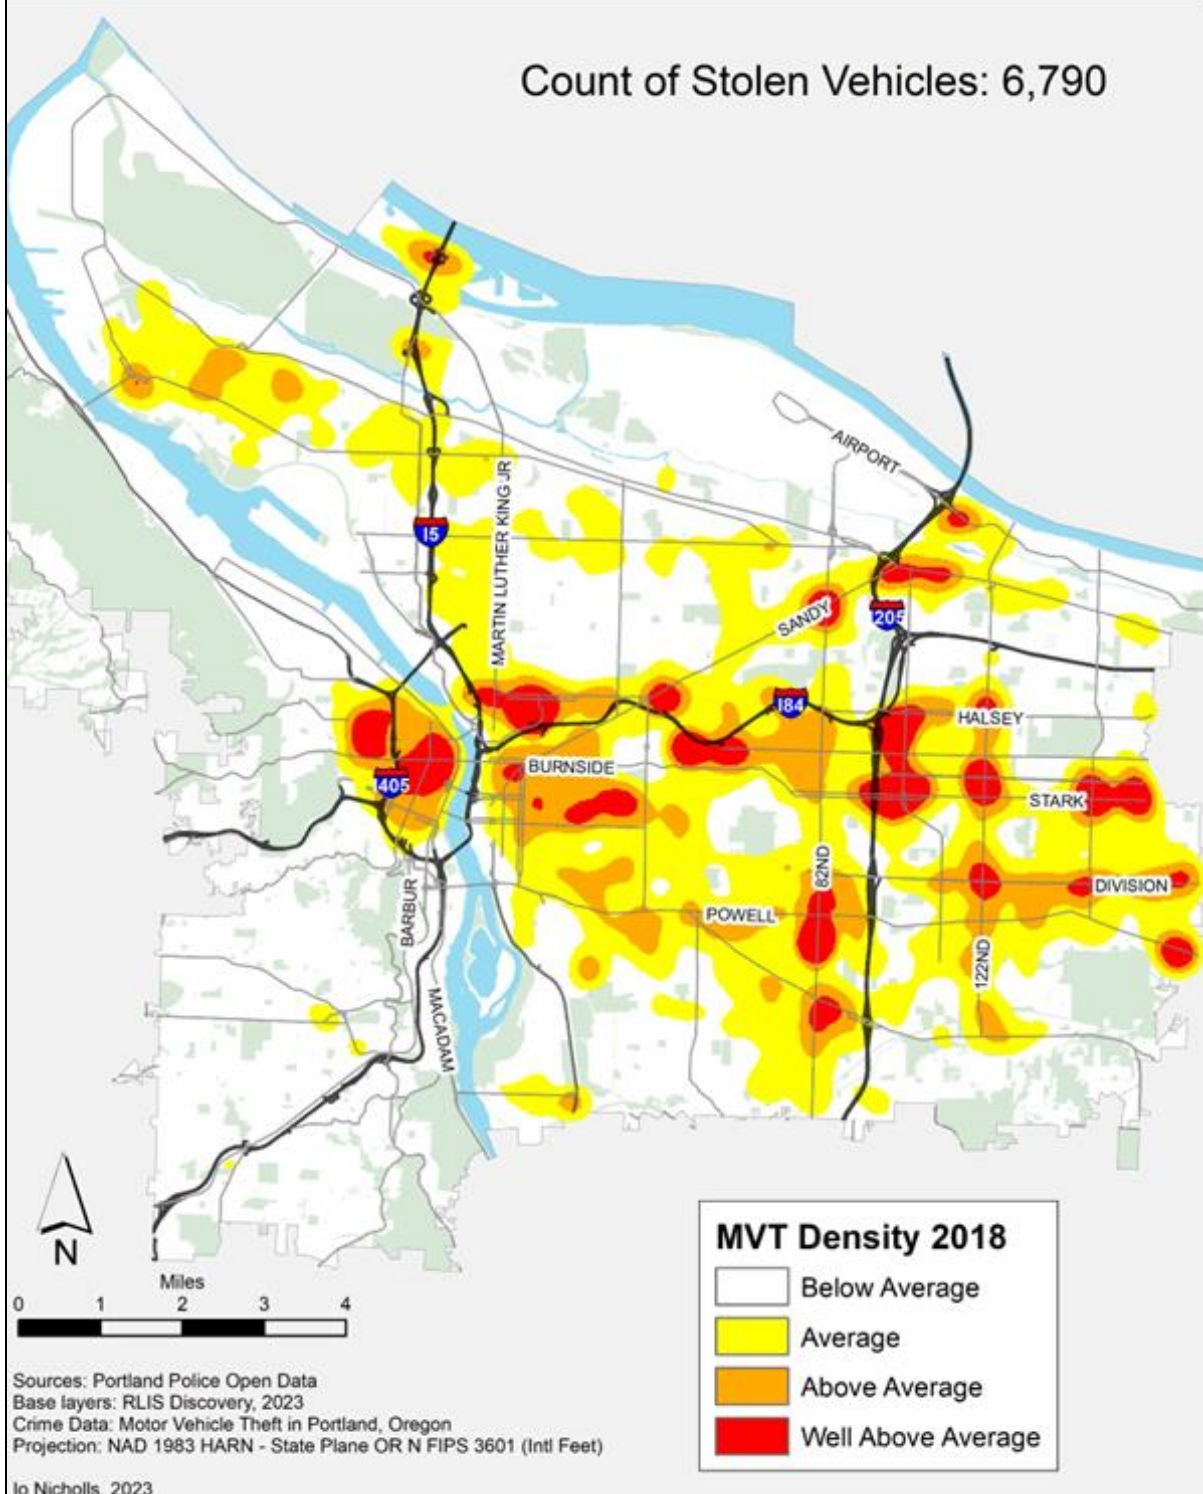 Count of Stolen Vehicles: 6,790
AIRPORT
MARTIN LUTHER KING JR
I5
SANDY
205
I84
HALSEY
BURNSIDE
I405
STARK
82ND
DIVISION
BARBUR
POWELL
122ND
MACADAM
N
MVT Density 2018
Below Average
Average
Above Average
Well Above Average
Miles
0 1 2 3 4
Sources: Portland Police Open Data
Base layers: RLIS Discovery, 2023
Crime Data: Motor Vehicle Theft in Portland, Oregon
Projection: NAD 1983 HARN - State Plane OR N FIPS 3601 (Intl Feet)
Jo Nicholls, 2023